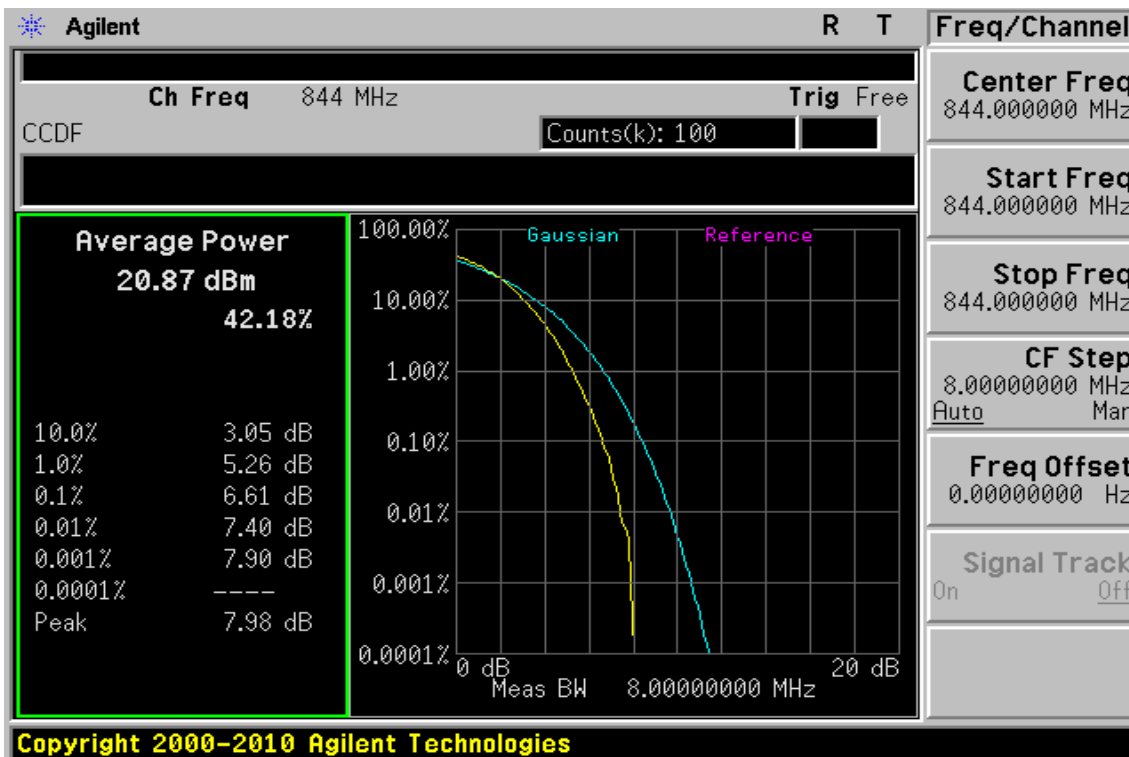 Agilent R T
Ch Freq 844 MHz Trig Free
CCDF Counts(k): 100
Average Power
20.87 dBm
42.18%
10.0% 3.05 dB
1.0% 5.26 dB
0.1% 6.61 dB
0.01% 7.40 dB
0.001% 7.90 dB
0.0001% ----
Peak 7.98 dB
100.00%
Gaussian Reference
10.00%
1.00%
0.10%
0.01%
0.001%
0.0001%
0 dB 20 dB
Meas BW 8.00000000 MHz
Freq/Channel
Center Freq
844.000000 MHz
Start Freq
844.000000 MHz
Stop Freq
844.000000 MHz
CF Step
8.00000000 MHz
Auto Man
Freq Offset
0.00000000 Hz
Signal Track
On Off
Copyright 2000-2010 Agilent Technologies